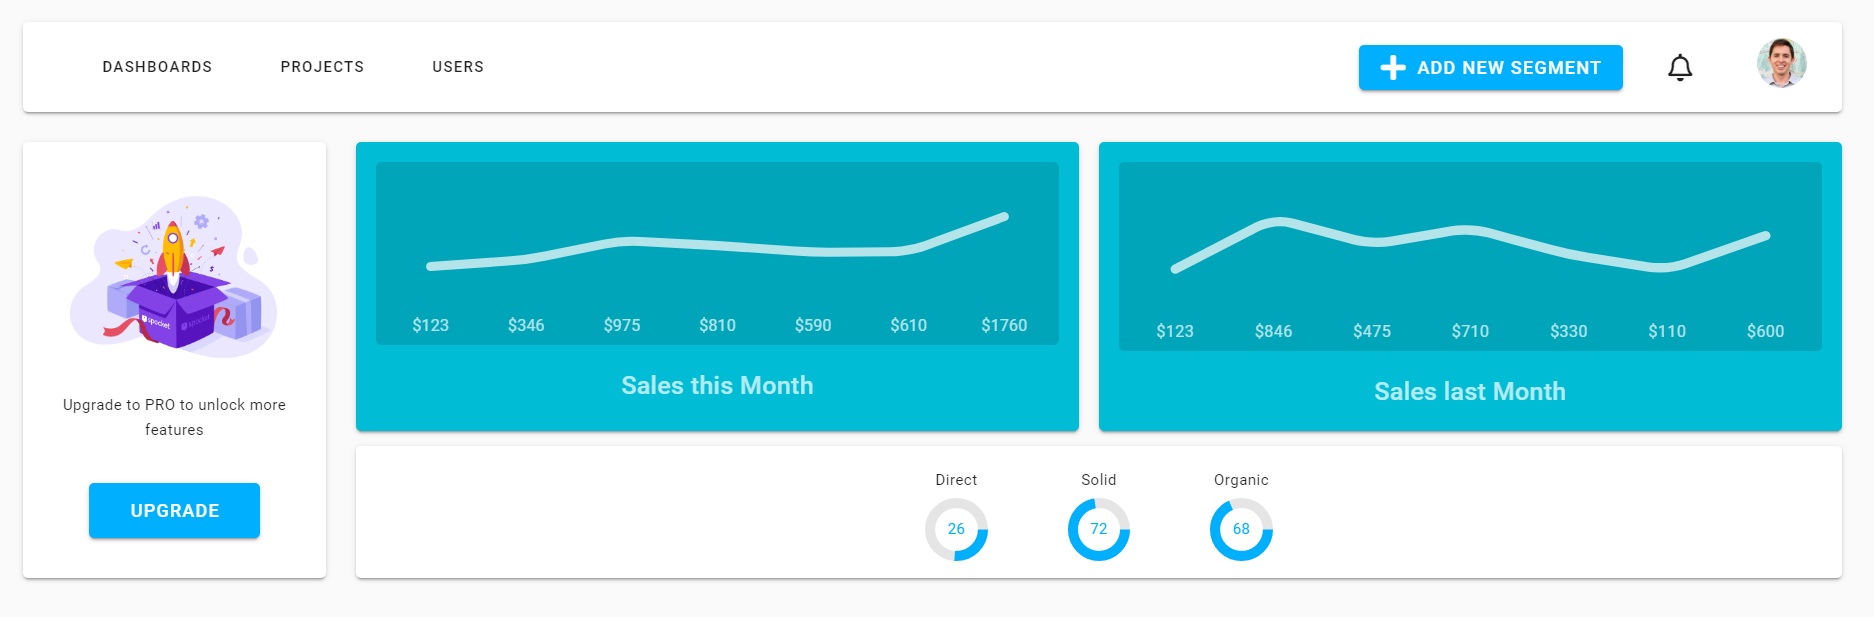 DASHBOARDS PROJECTS USERS ADD NEW SEGMENT
spocket spocket
Upgrade to PRO to unlock more
features
UPGRADE
$123 $346 $975 $810 $590 $610 $1760
Sales this Month
$123 $846 $475 $710 $330 $110 $600
Sales last Month
Direct Solid Organic
26 72 68